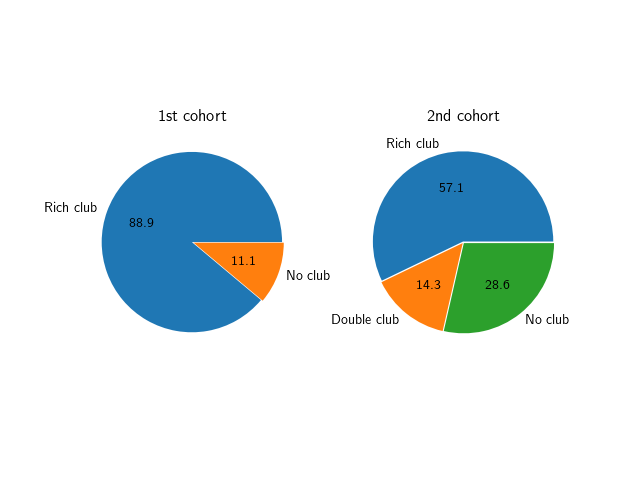 1st cohort
Rich club
88.9
11.1
No club
2nd cohort
Rich club
57.1
14.3
28.6
Double club
No club